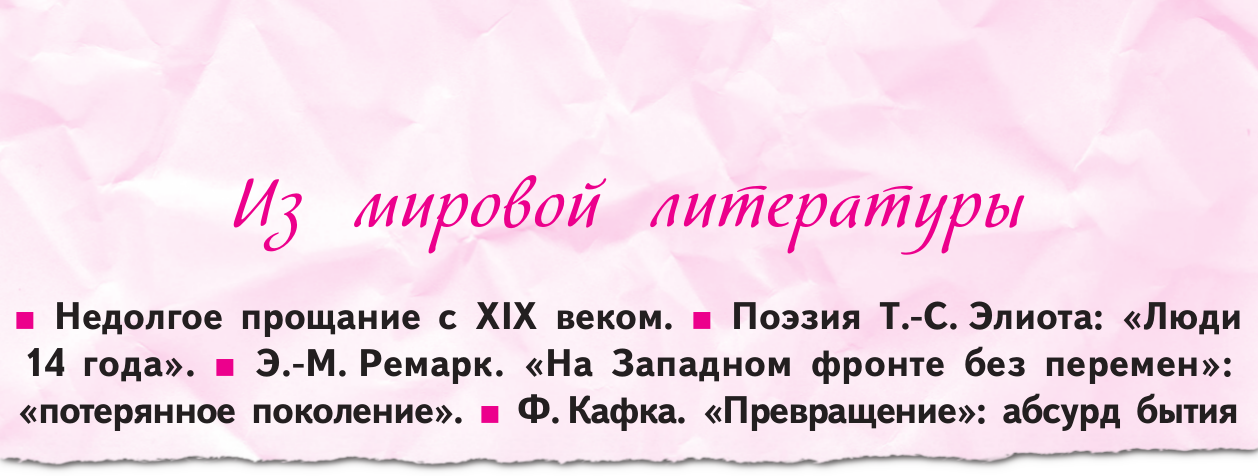 Из мировой литературы
■ Недолгое прощание с XIX веком. ■ Поэзия Т.-С. Элиота: «Люди
14 года». ■ Э.-М. Ремарк. «На Западном фронте без перемен»:
«потерянное поколение». ■ Ф. Кафка. «Превращение»: абсурд бытия